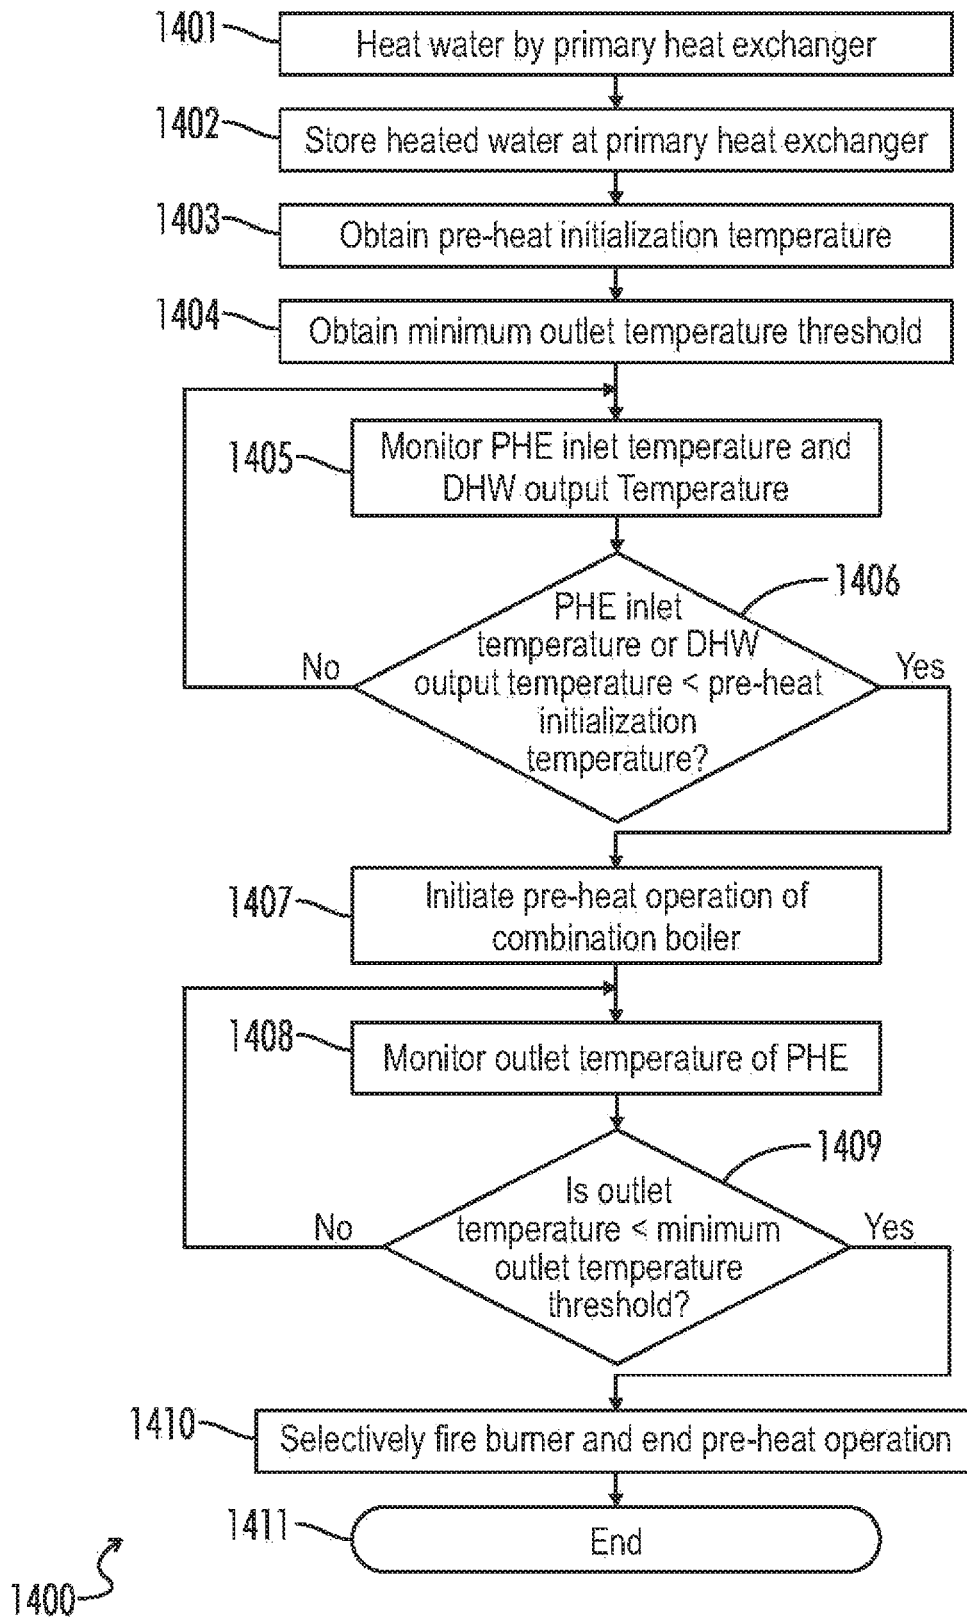 1401
Heat water by primary heat exchanger
1402
Store heated water at primary heat exchanger
1403
Obtain pre-heat initialization temperature
1404
Obtain minimum outlet temperature threshold
1405
Monitor PHE inlet temperature and
DHW output Temperature
1406
PHE inlet
temperature or DHW
output temperature < pre-heat
initialization
temperature?
No
Yes
1407
Initiate pre-heat operation of
combination boiler
1408
Monitor outlet temperature of PHE
1409
Is outlet
temperature < minimum
outlet temperature
threshold?
No
Yes
1410
Selectively fire burner and end pre-heat operation
1411
End
1400